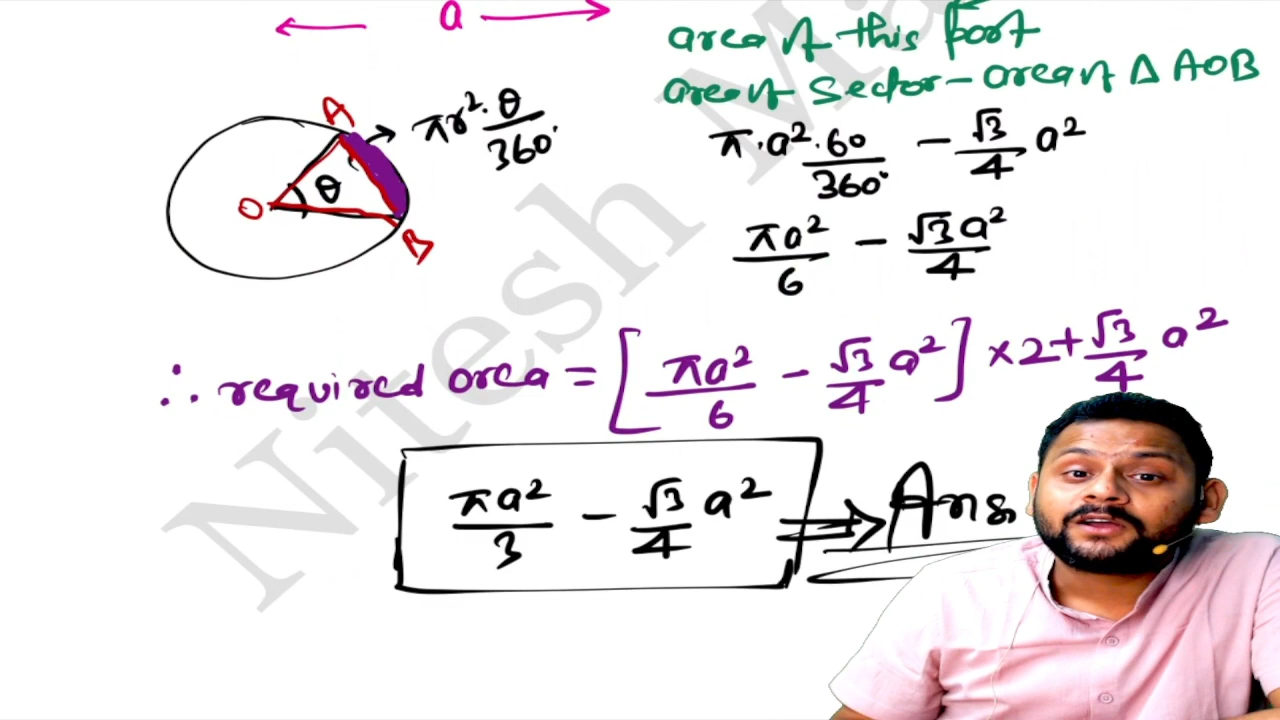 a
area of this part
area of Sector - area of Δ AOB
A
πr²·θ/360°
π·a²·60/360° - √3/4 a²
θ
O
B
πa²/6 - √3a²/4
∴ required area = [πa²/6 - √3/4 a²] ×2+ √3/4 a²
πa²/3 - √3/4 a² ⇒ Ans
Nitesh Ma